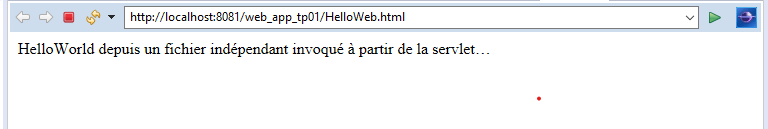 http://localhost:8081/web_app_tp01/HelloWeb.html
HelloWorld depuis un fichier indépendant invoqué à partir de la servlet…